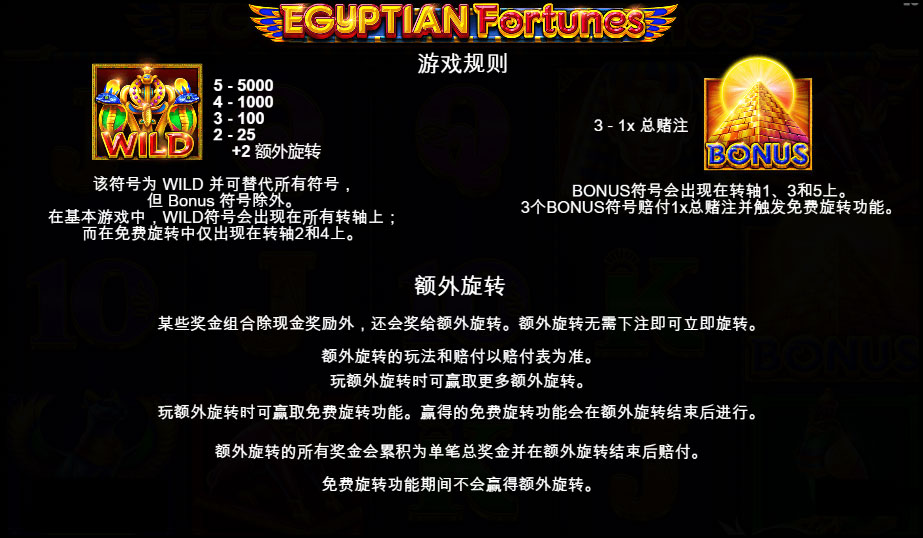 EGYPTIAN Fortunes
游戏规则
WILD
5 - 5000
4 - 1000
3 - 100
2 - 25
+2 额外旋转
该符号为 WILD 并可替代所有符号，
但 Bonus 符号除外。
在基本游戏中，WILD符号会出现在所有转轴上；
而在免费旋转中仅出现在转轴2和4上。
3 - 1x 总赌注
BONUS
BONUS符号会出现在转轴1、3和5上。
3个BONUS符号赔付1x总赌注并触发免费旋转功能。
额外旋转
某些奖金组合除现金奖励外，还会奖给额外旋转。额外旋转无需下注即可立即旋转。
额外旋转的玩法和赔付以赔付表为准。
玩额外旋转时可赢取更多额外旋转。
玩额外旋转时可赢取免费旋转功能。赢得的免费旋转功能会在额外旋转结束后进行。
额外旋转的所有奖金会累积为单笔总奖金并在额外旋转结束后赔付。
免费旋转功能期间不会赢得额外旋转。
10
J
Q
K
BONUS